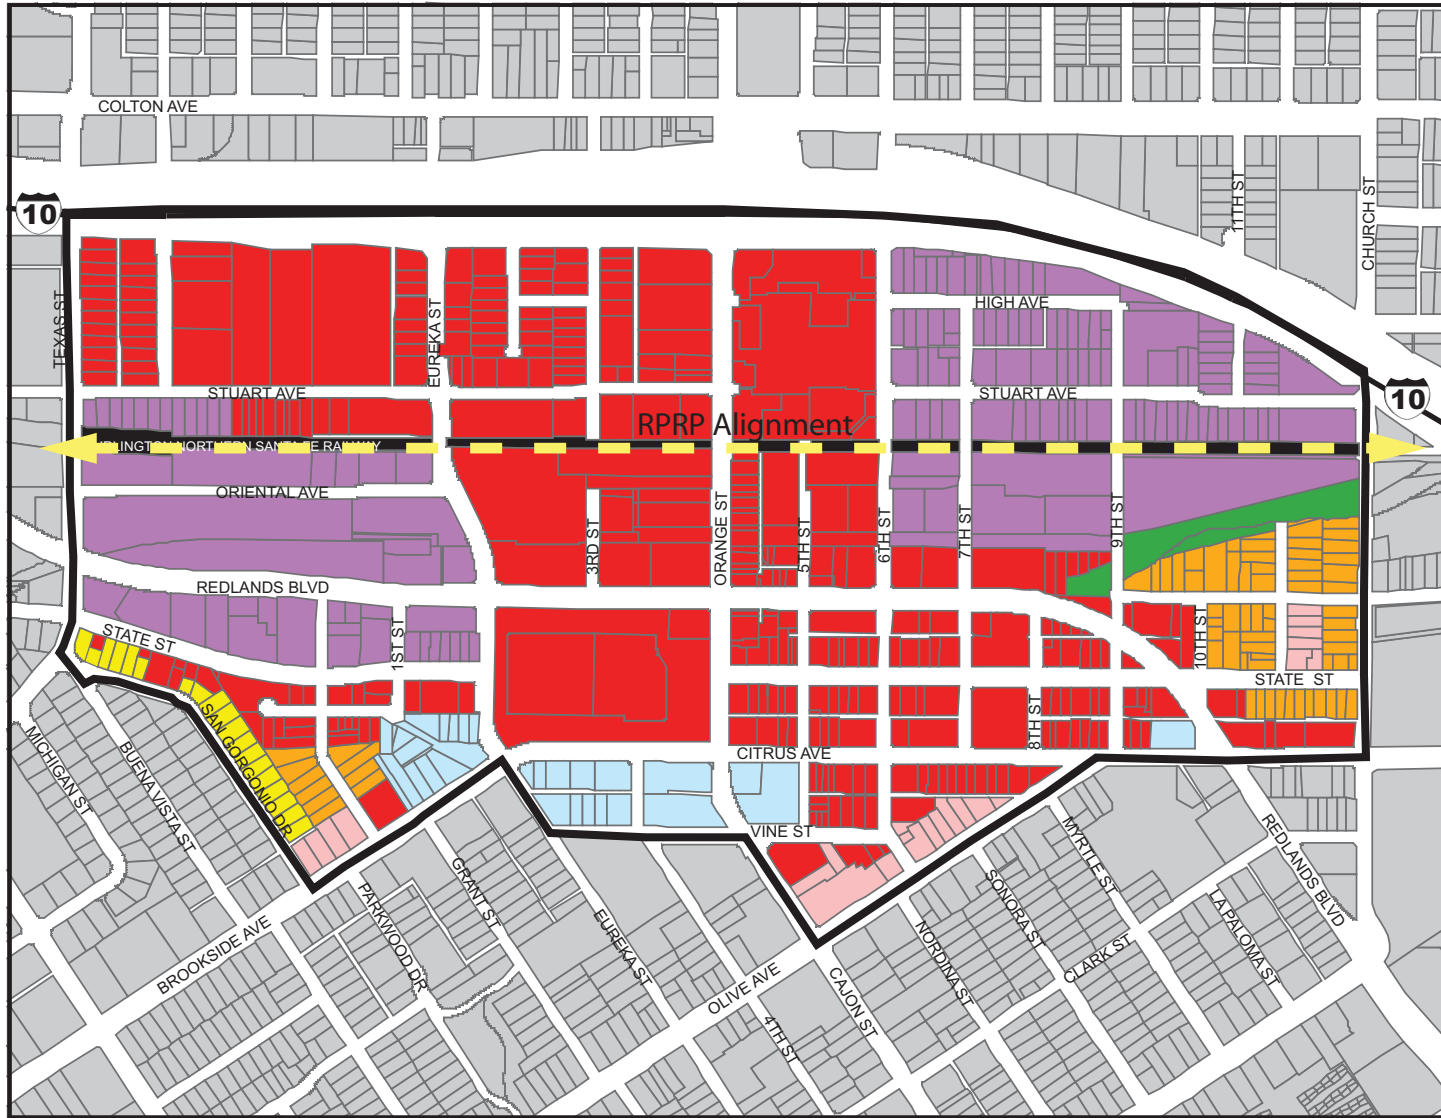 COLTON AVE
10
11TH ST
CHURCH ST
HIGH AVE
TEXAS ST
EUREKA ST
STUART AVE
STUART AVE
10
RPRP Alignment
NORTHERN SANTA FE RAILWAY
ORIENTAL AVE
3RD ST
ORANGE ST
5TH ST
6TH ST
7TH ST
9TH ST
REDLANDS BLVD
STATE ST
1ST ST
10TH ST
STATE ST
SAN GORGONIO DR
8TH ST
CITRUS AVE
MICHIGAN ST
BUENA VISTA ST
VINE ST
MYRTLE ST
REDLANDS BLVD
GRANT ST
PARKWOOD DR
EUREKA ST
SONORA ST
LA PALOMA ST
BROOKSIDE AVE
NORDINA ST
CLARK ST
OLIVE AVE
CAJON ST
4TH ST